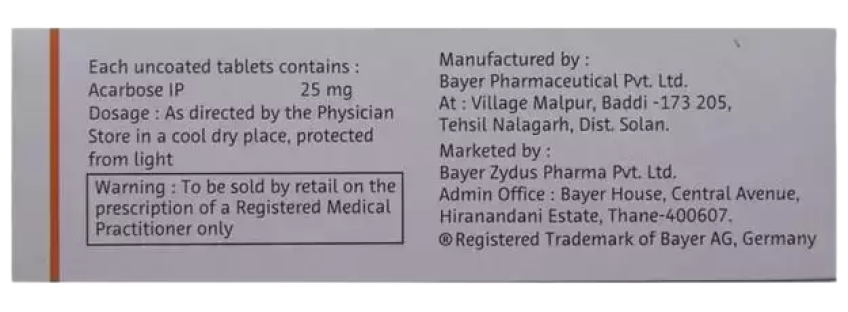 Each uncoated tablets contains :
Acarbose IP 25 mg
Dosage : As directed by the Physician
Store in a cool dry place, protected
from light
Warning : To be sold by retail on the
prescription of a Registered Medical
Practitioner only
Manufactured by :
Bayer Pharmaceutical Pvt. Ltd.
At : Village Malpur, Baddi -173 205,
Tehsil Nalagarh, Dist. Solan.
Marketed by :
Bayer Zydus Pharma Pvt. Ltd.
Admin Office : Bayer House, Central Avenue,
Hiranandani Estate, Thane-400607.
® Registered Trademark of Bayer AG, Germany